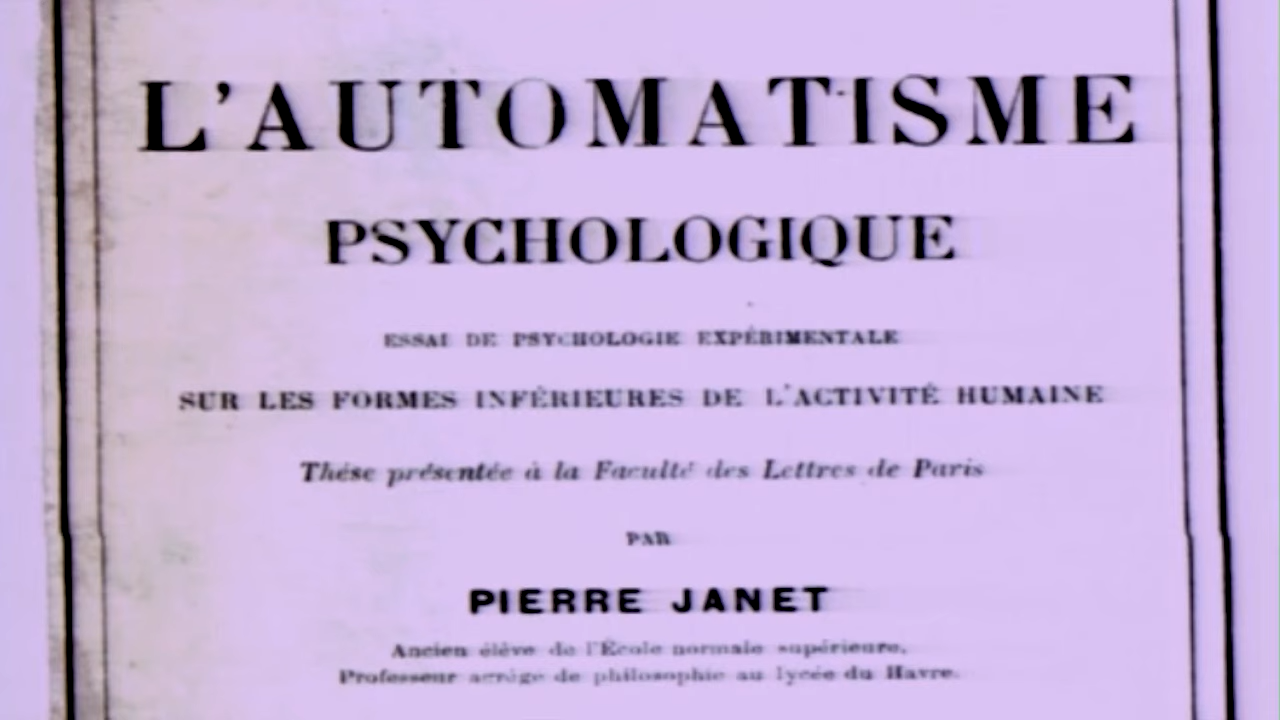 L'AUTOMATISME
PSYCHOLOGIQUE
ESSAI DE PSYCHOLOGIE EXPÉRIMENTALE
SUR LES FORMES INFÉRIEURES DE L'ACTIVITÉ HUMAINE
Thèse présentée à la Faculté des Lettres de Paris
PAR
PIERRE JANET
Ancien élève de l'École normale supérieure,
Professeur agrégé de philosophie au lycée du Havre.